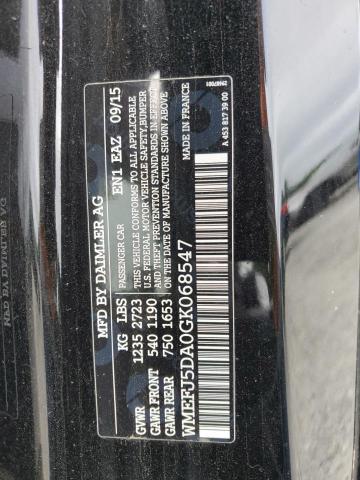 MFD BY DAIMLER AG EN1 EAZ 09/15
KG LBS PASSENGER CAR
GVWR 1235 2723 THIS VEHICLE CONFORMS TO ALL APPLICABLE
GAWR FRONT 540 1190 U.S. FEDERAL MOTOR VEHICLE SAFETY, BUMPER
GAWR REAR 750 1653 AND THEFT PREVENTION STANDARDS IN EFFECT
ON THE DATE OF MANUFACTURE SHOWN ABOVE.
WMEFJ5DA0GK068547 MADE IN FRANCE
A 453 817 39 00